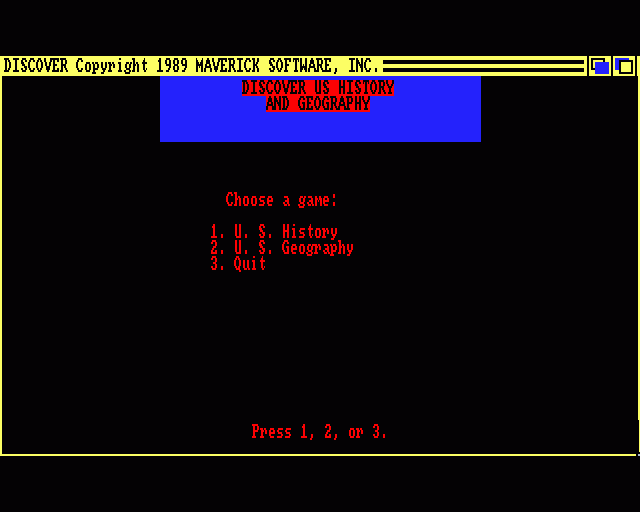 DISCOVER Copyright 1989 MAVERICK SOFTWARE, INC.
DISCOVER US HISTORY
AND GEOGRAPHY
Choose a game:
1. U. S. History
2. U. S. Geography
3. Quit
Press 1, 2, or 3.